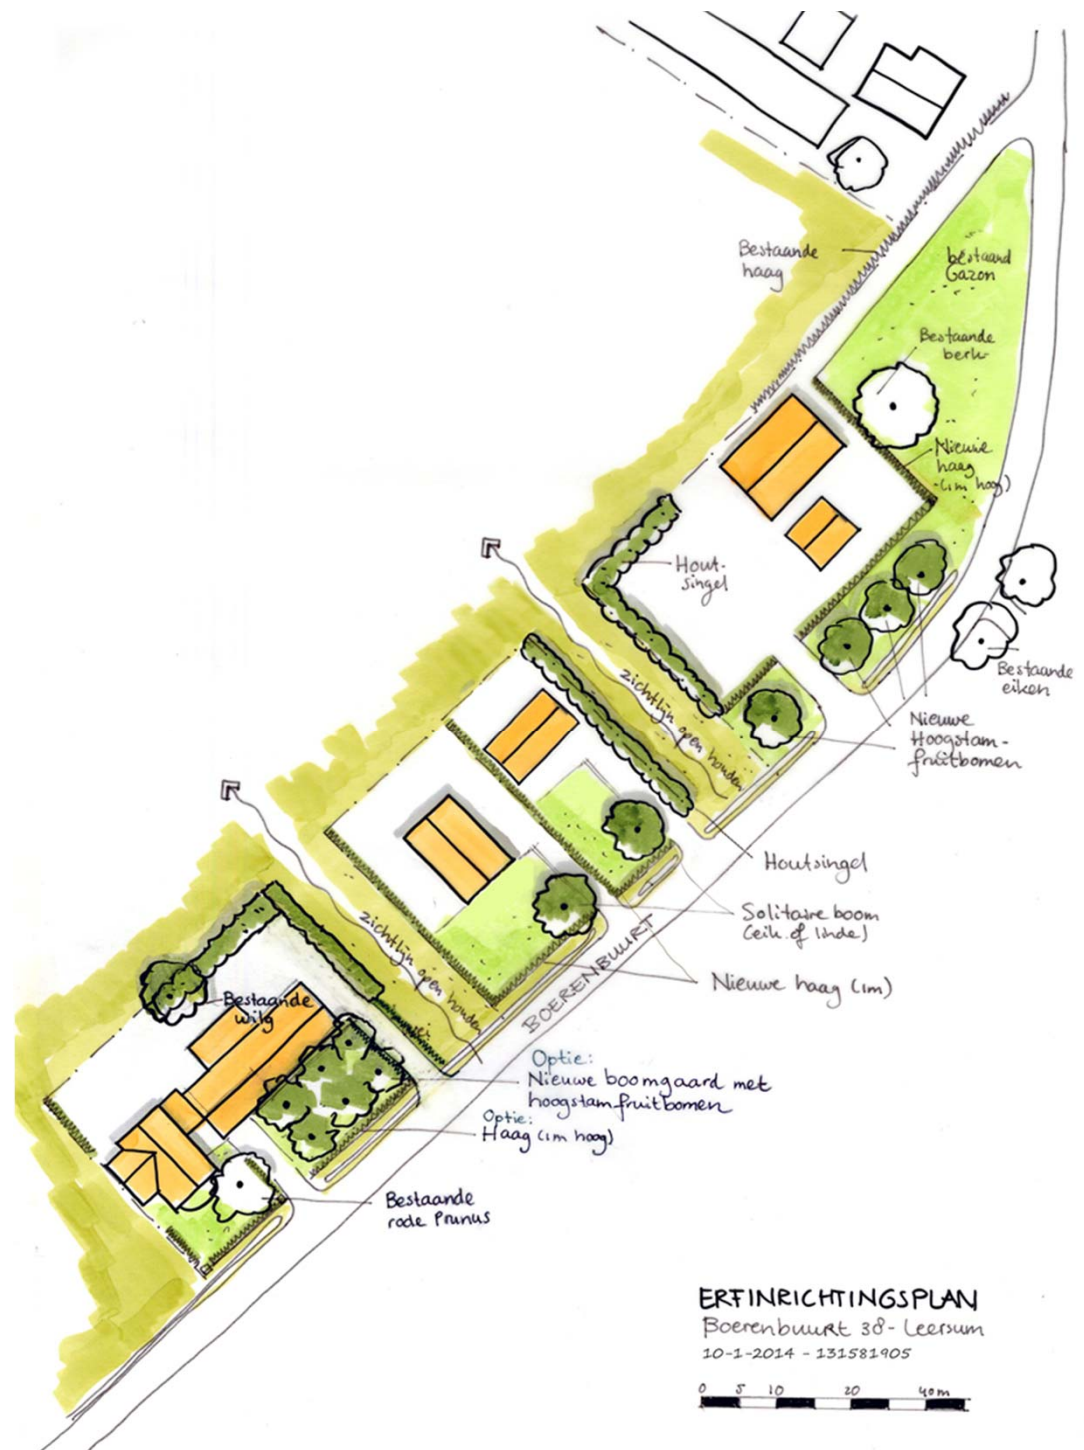 Bestaande
haag
bestaand
Gazon
Bestaande
berk
Nieuwe
haag
(1m hoog)
Hout-
singel
Bestaande
eiken
zichtlijn open houden
Nieuwe
Hoogstam-
fruitbomen
Houtsingel
Solitaire boom
(eik of linde)
zichtlijn open houden
BOERENBUURT
Nieuwe haag (1m)
Bestaande
wilg
Optie:
Nieuwe boomgaard met
hoogstamfruitbomen
Optie:
Haag (1m hoog)
Bestaande
rode Prunus
ERFINRICHTINGSPLAN
Boerenbuurt 38 - Leersum
10-1-2014 - 131581905
0 5 10 20 40m